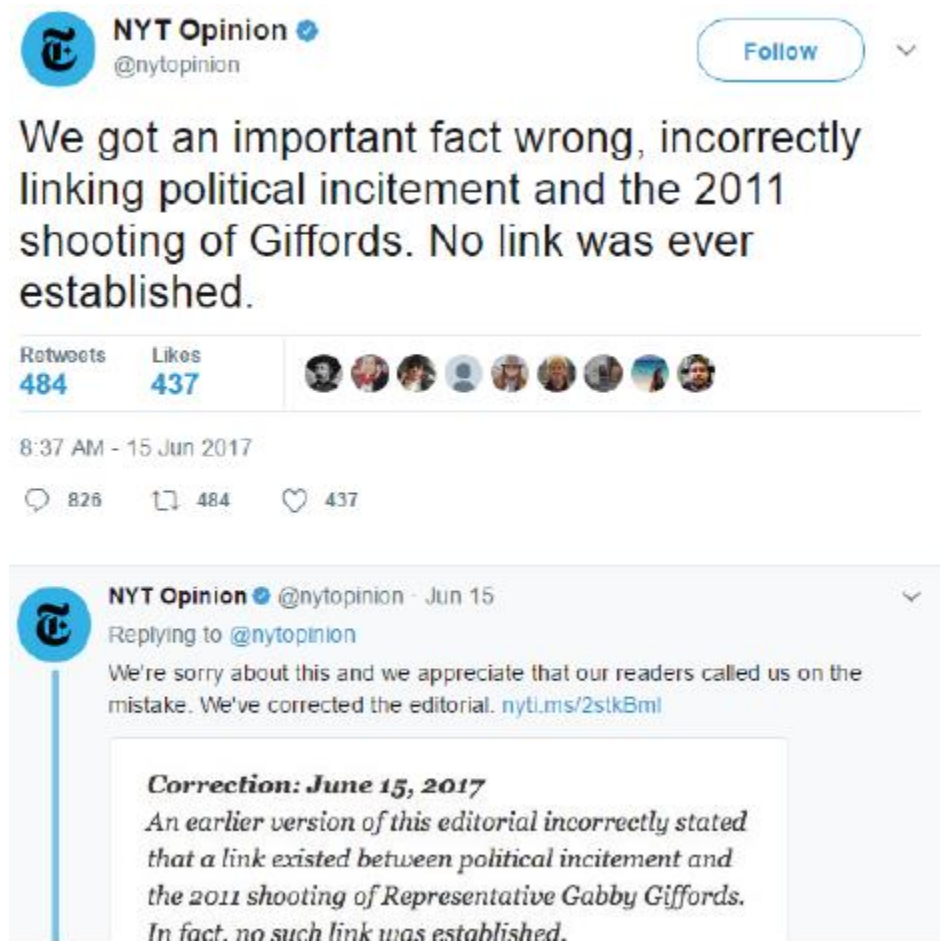 NYT Opinion
@nytopinion
Follow
We got an important fact wrong, incorrectly
linking political incitement and the 2011
shooting of Giffords. No link was ever
established.
Retweets Likes
484 437
8:37 AM - 15 Jun 2017
826 484 437
NYT Opinion @nytopinion · Jun 15
Replying to @nytopinion
We're sorry about this and we appreciate that our readers called us on the
mistake. We've corrected the editorial. nyti.ms/2stkBmI
Correction: June 15, 2017
An earlier version of this editorial incorrectly stated
that a link existed between political incitement and
the 2011 shooting of Representative Gabby Giffords.
In fact, no such link was established.